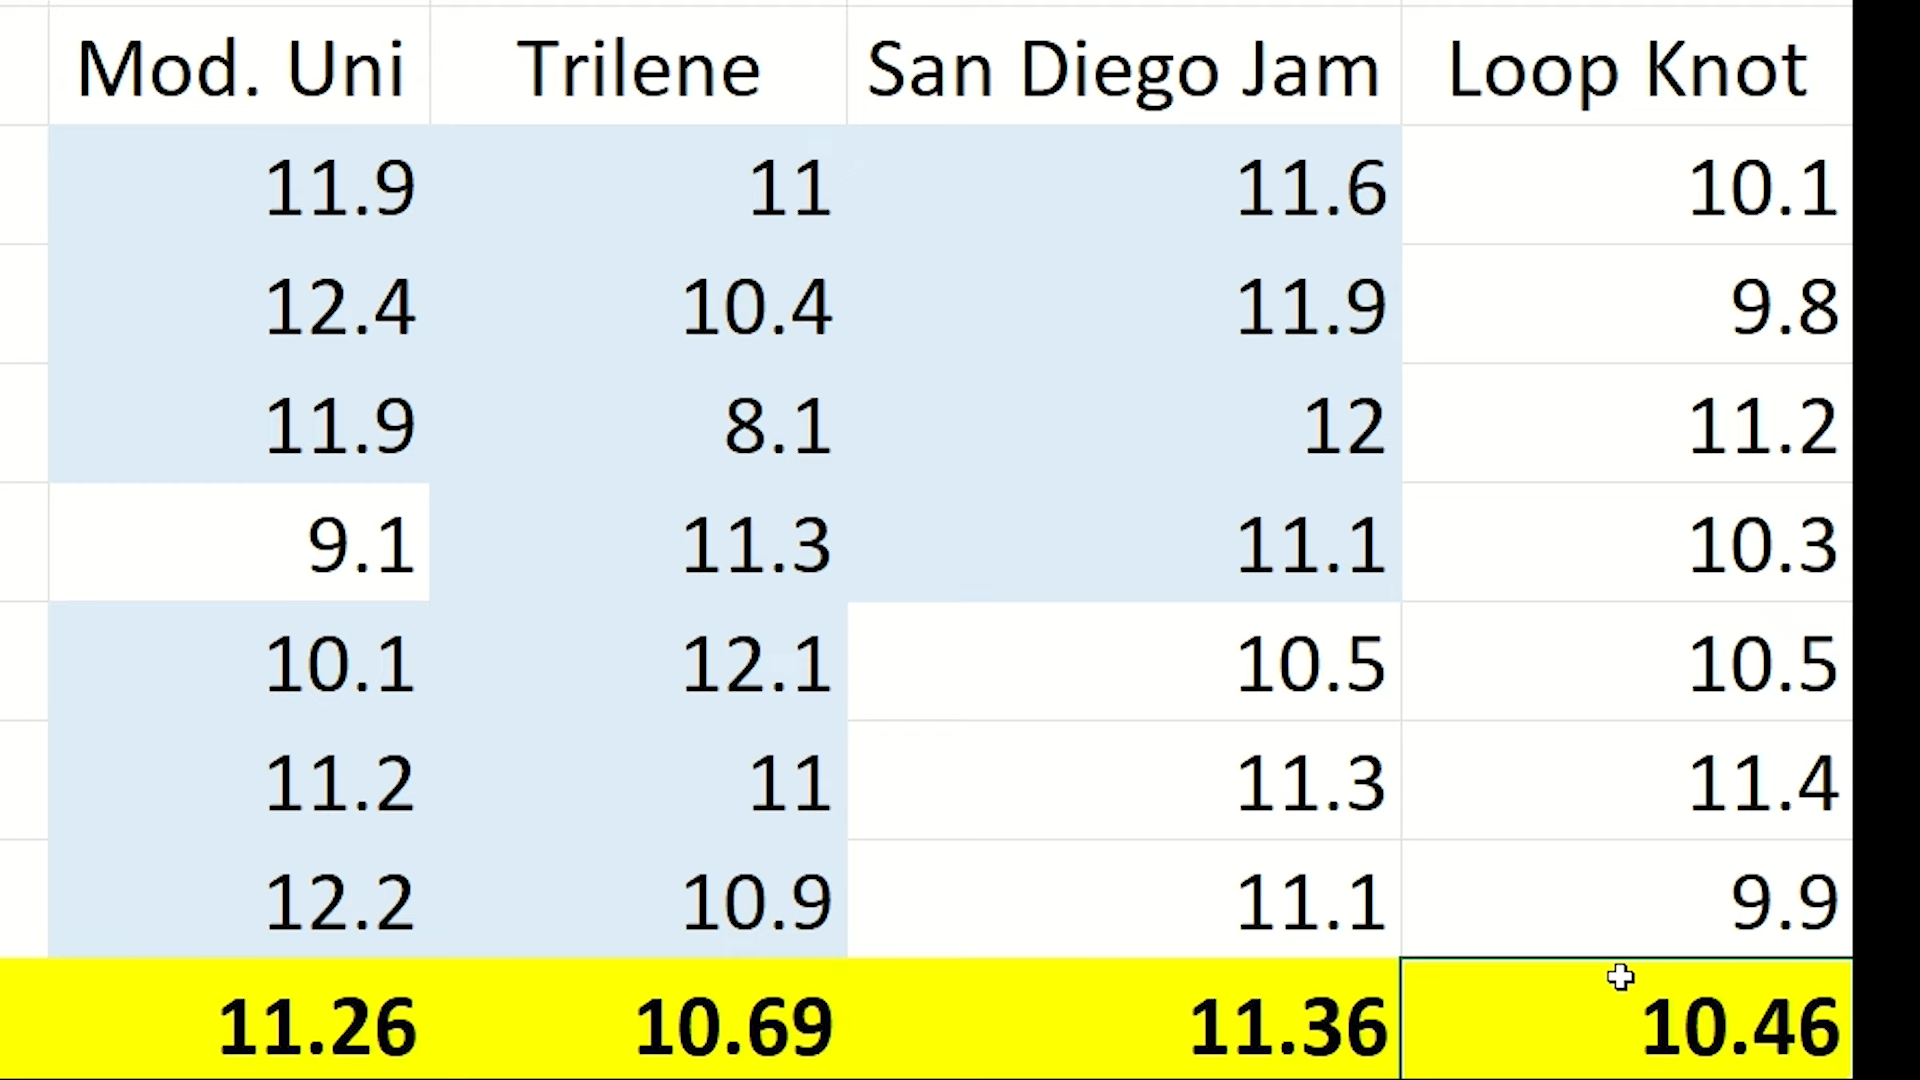 Mod. Uni Trilene San Diego Jam Loop Knot
11.9 11 11.6 10.1
12.4 10.4 11.9 9.8
11.9 8.1 12 11.2
9.1 11.3 11.1 10.3
10.1 12.1 10.5 10.5
11.2 11 11.3 11.4
12.2 10.9 11.1 9.9
11.26 10.69 11.36 10.46